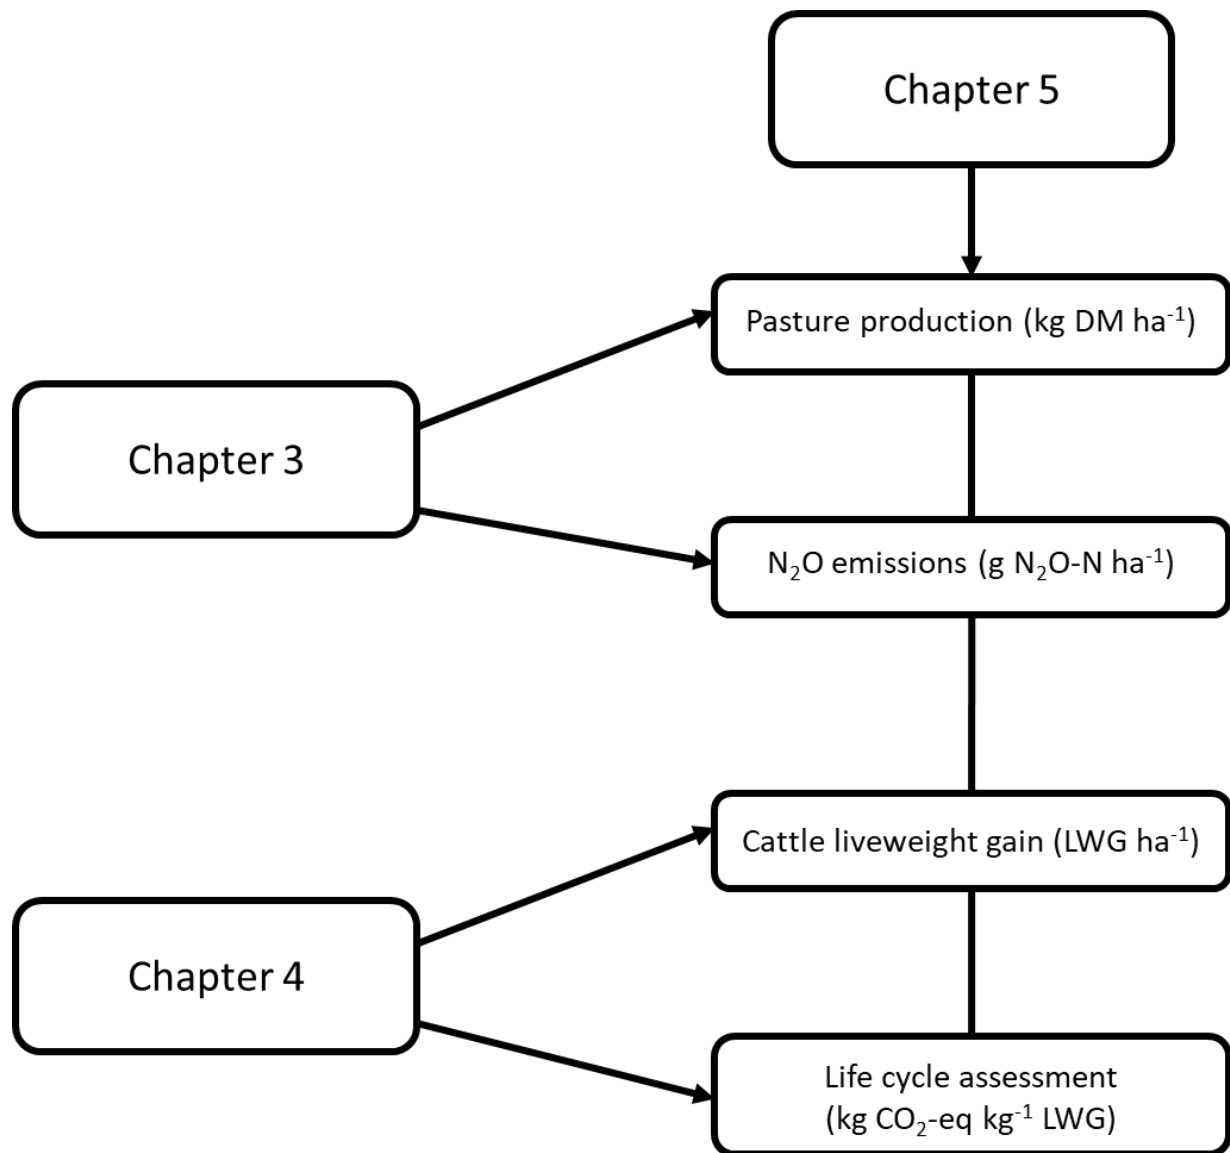 Chapter 5
Pasture production (kg DM ha⁻¹)
Chapter 3
N₂O emissions (g N₂O-N ha⁻¹)
Cattle liveweight gain (LWG ha⁻¹)
Chapter 4
Life cycle assessment
(kg CO₂-eq kg⁻¹ LWG)